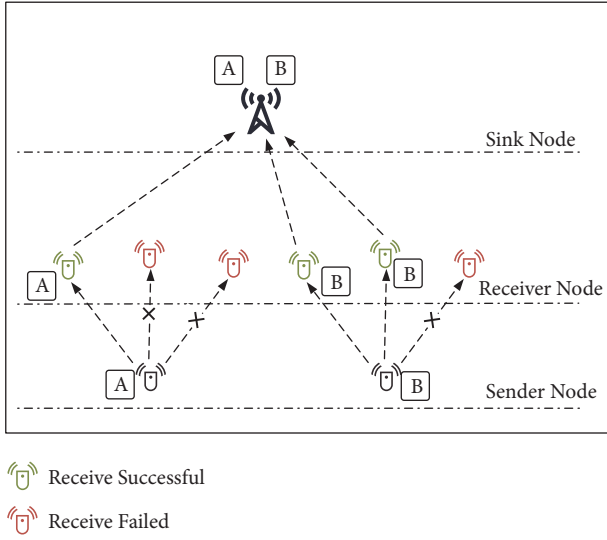 A B
Sink Node
A B B
Receiver Node
A B
Sender Node
Receive Successful
Receive Failed